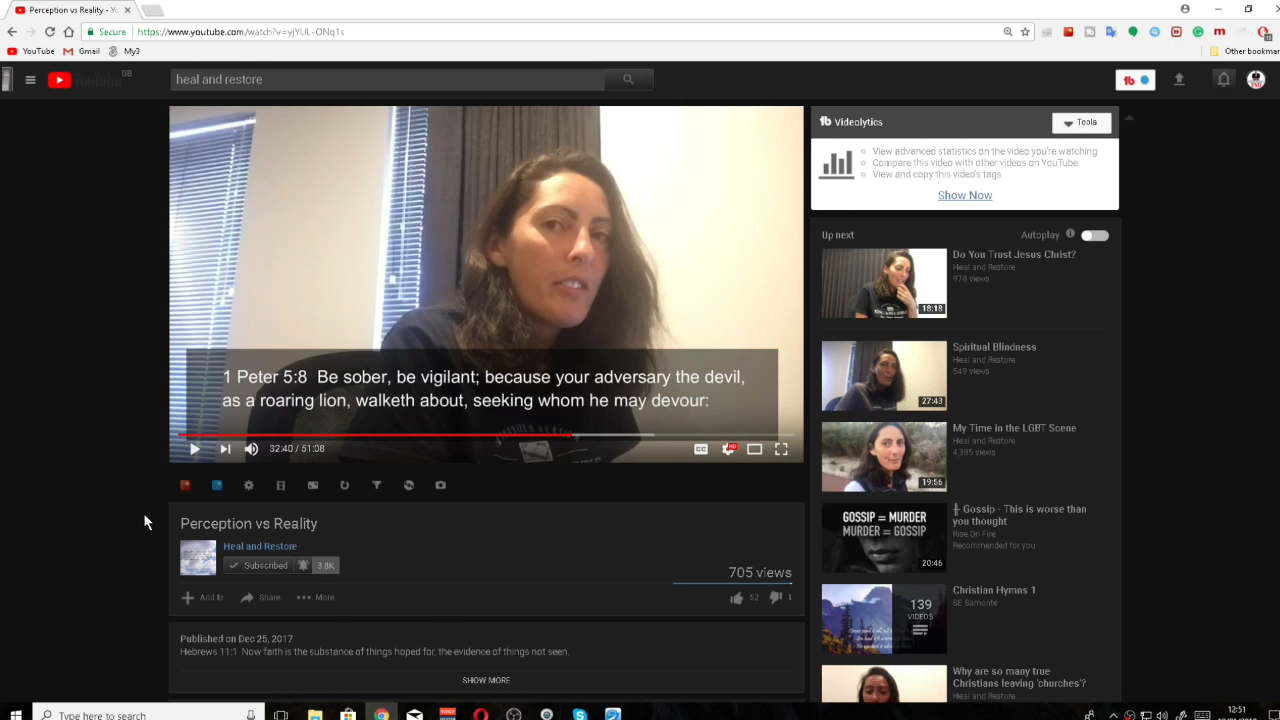 Perception vs Reality - Yo
Secure
https://www.youtube.com/watch?v=yjYUL-ONq1s
YouTube
Gmail
My3
Other bookmar
YouTube GB
heal and restore
Videolytics
Tools
View advanced statistics on the video you're watching
Compare this video with other videos on YouTube
View and copy this video's tags
Show Now
1 Peter 5:8 Be sober, be vigilant; because your adversary the devil,
as a roaring lion, walketh about, seeking whom he may devour:
32:40 / 51:08
CC
HD
Perception vs Reality
Heal and Restore
Subscribed
3.8K
705 views
Add to
Share
More
52
1
Published on Dec 25, 2017
Hebrews 11:1 Now faith is the substance of things hoped for, the evidence of things not seen.
SHOW MORE
Up next
Autoplay
Do You Trust Jesus Christ?
Heal and Restore
978 views
18:18
Spiritual Blindness
Heal and Restore
549 views
27:43
My Time in the LGBT Scene
Heal and Restore
4,385 views
19:56
╬ Gossip - This is worse than
you thought
Rise On Fire
Recommended for you
GOSSIP = MURDER
MURDER = GOSSIP
20:46
Christian Hymns 1
SE Samonte
139
VIDEOS
Why are so many true
Christians leaving 'churches'?
Heal and Restore
Type here to search
12:51